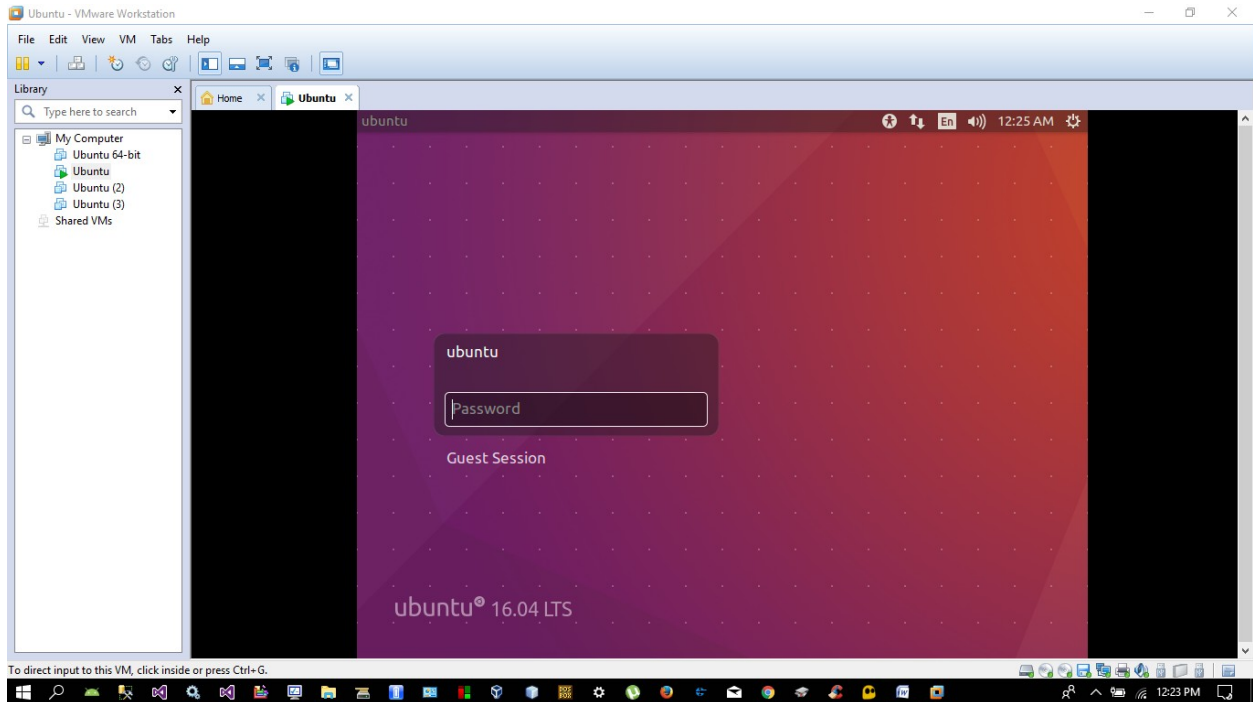 Ubuntu - VMware Workstation
File Edit View VM Tabs Help
Library
Home
Ubuntu
Type here to search
My Computer
Ubuntu 64-bit
Ubuntu
Ubuntu (2)
Ubuntu (3)
Shared VMs
ubuntu
En
12:25 AM
ubuntu
Password
Guest Session
ubuntu® 16.04 LTS
To direct input to this VM, click inside or press Ctrl+G.
12:23 PM